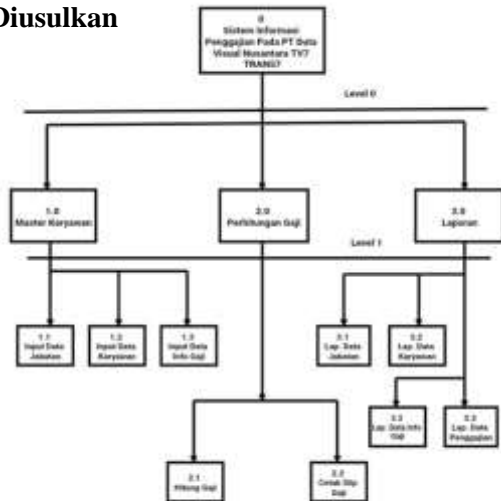 Diusulkan
0
Sistem Informasi
Penggajian Pada PT Duta
Visual Nusantara TV7
TRANS7
Level 0
1.0
Master Karyawan
2.0
Perhitungan Gaji
3.0
Laporan
Level 1
1.1
Input Data
Jabatan
1.2
Input Data
Karyawan
1.3
Input Data
Info Gaji
3.1
Lap. Data
Jabatan
3.2
Lap. Data
Karyawan
3.3
Lap. Data Info
Gaji
Lap. Data
Penggajian
2.1
Hitung Gaji
2.2
Cetak Slip
Gaji